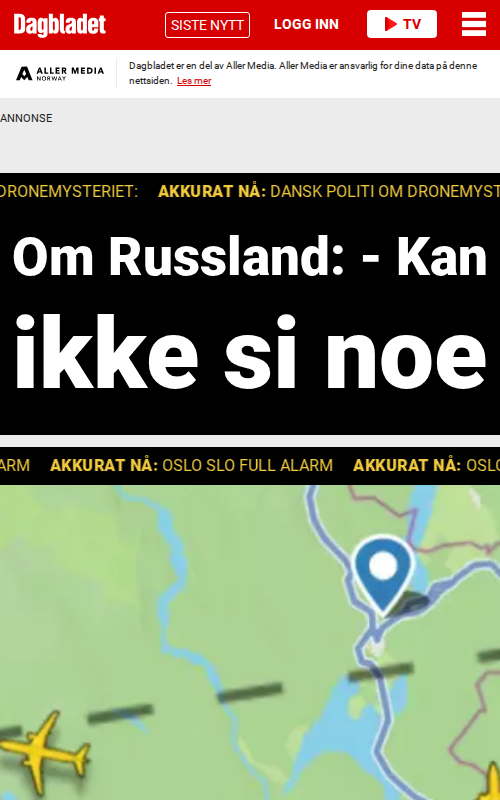 Dagbladet
SISTE NYTT
LOGG INN
TV
ALLER MEDIA
NORWAY
Dagbladet er en del av Aller Media. Aller Media er ansvarlig for dine data på denne
nettsiden. Les mer
ANNONSE
DRONEMYSTERIET: AKKURAT NÅ: DANSK POLITI OM DRONEMYST
Om Russland: - Kan
ikke si noe
ARM AKKURAT NÅ: OSLO SLO FULL ALARM AKKURAT NÅ: OSLO